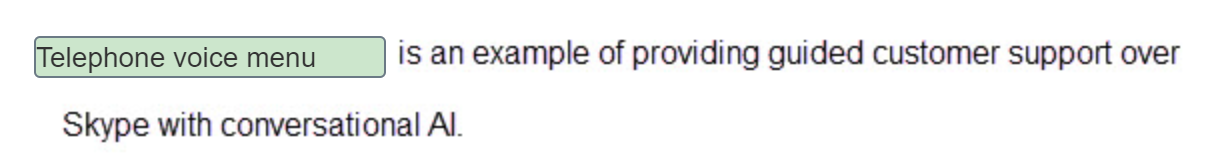 Telephone voice menu is an example of providing guided customer support over
Skype with conversational AI.